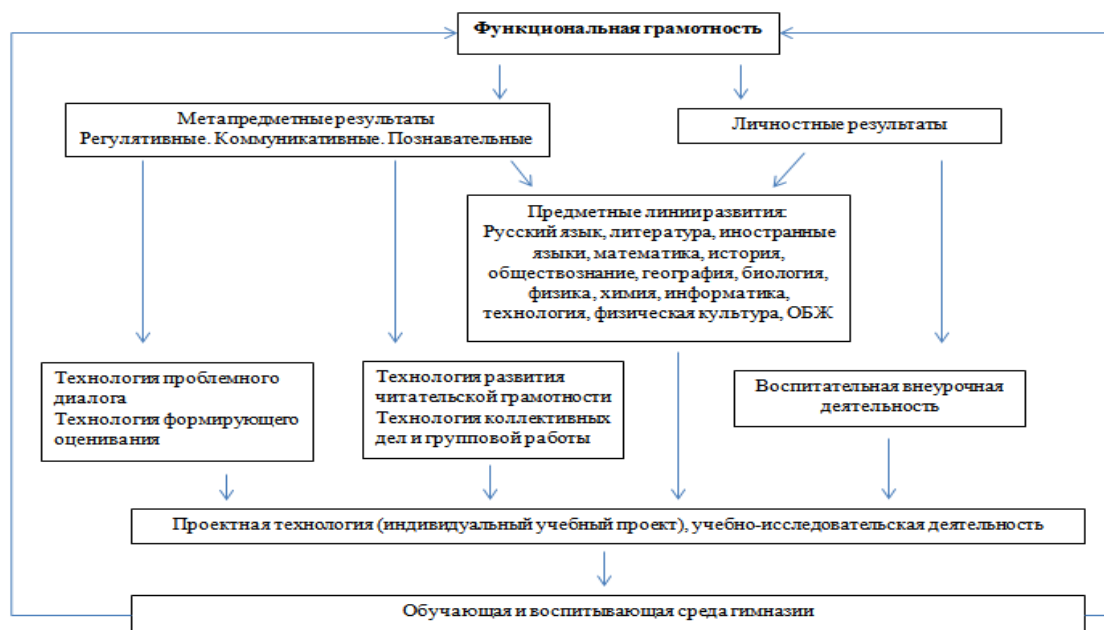 Функциональная грамотность
Метапредметные результаты
Регулятивные. Коммуникативные. Познавательные
Личностные результаты
Предметные линии развития:
Русский язык, литература, иностранные
языки, математика, история,
обществознание, география, биология,
физика, химия, информатика,
технология, физическая культура, ОБЖ
Технология проблемного
диалога
Технология формирующего
оценивания
Технология развития
читательской грамотности
Технология коллективных
дел и групповой работы
Воспитательная внеурочная
деятельность
Проектная технология (индивидуальный учебный проект), учебно-исследовательская деятельность
Обучающая и воспитывающая среда гимназии